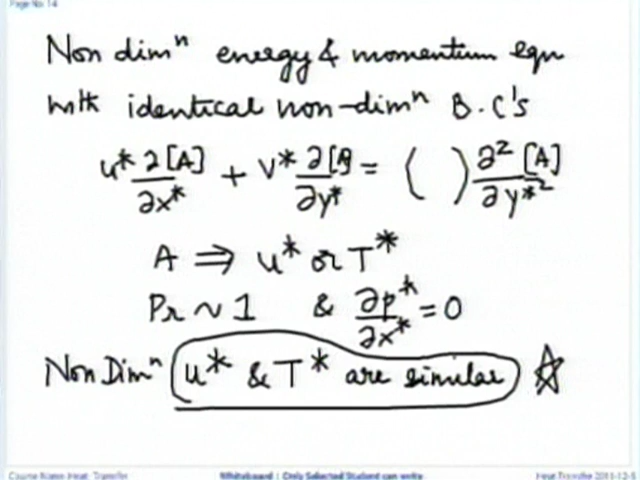 Page No: 14
Non dimⁿ energy & momentum eqn
with identical non-dimⁿ B.C's
u* ∂[A]/∂x* + v* ∂[A]/∂y* = ( ) ∂²[A]/∂y*²
A ⇒ u* or T*
Pr ~ 1 & ∂p*/∂x* = 0
Non Dimⁿ u* & T* are similar ☆
Course Name: Heat Transfer Whiteboard | Only Selected Student can write Heat Transfer 2011-12-S